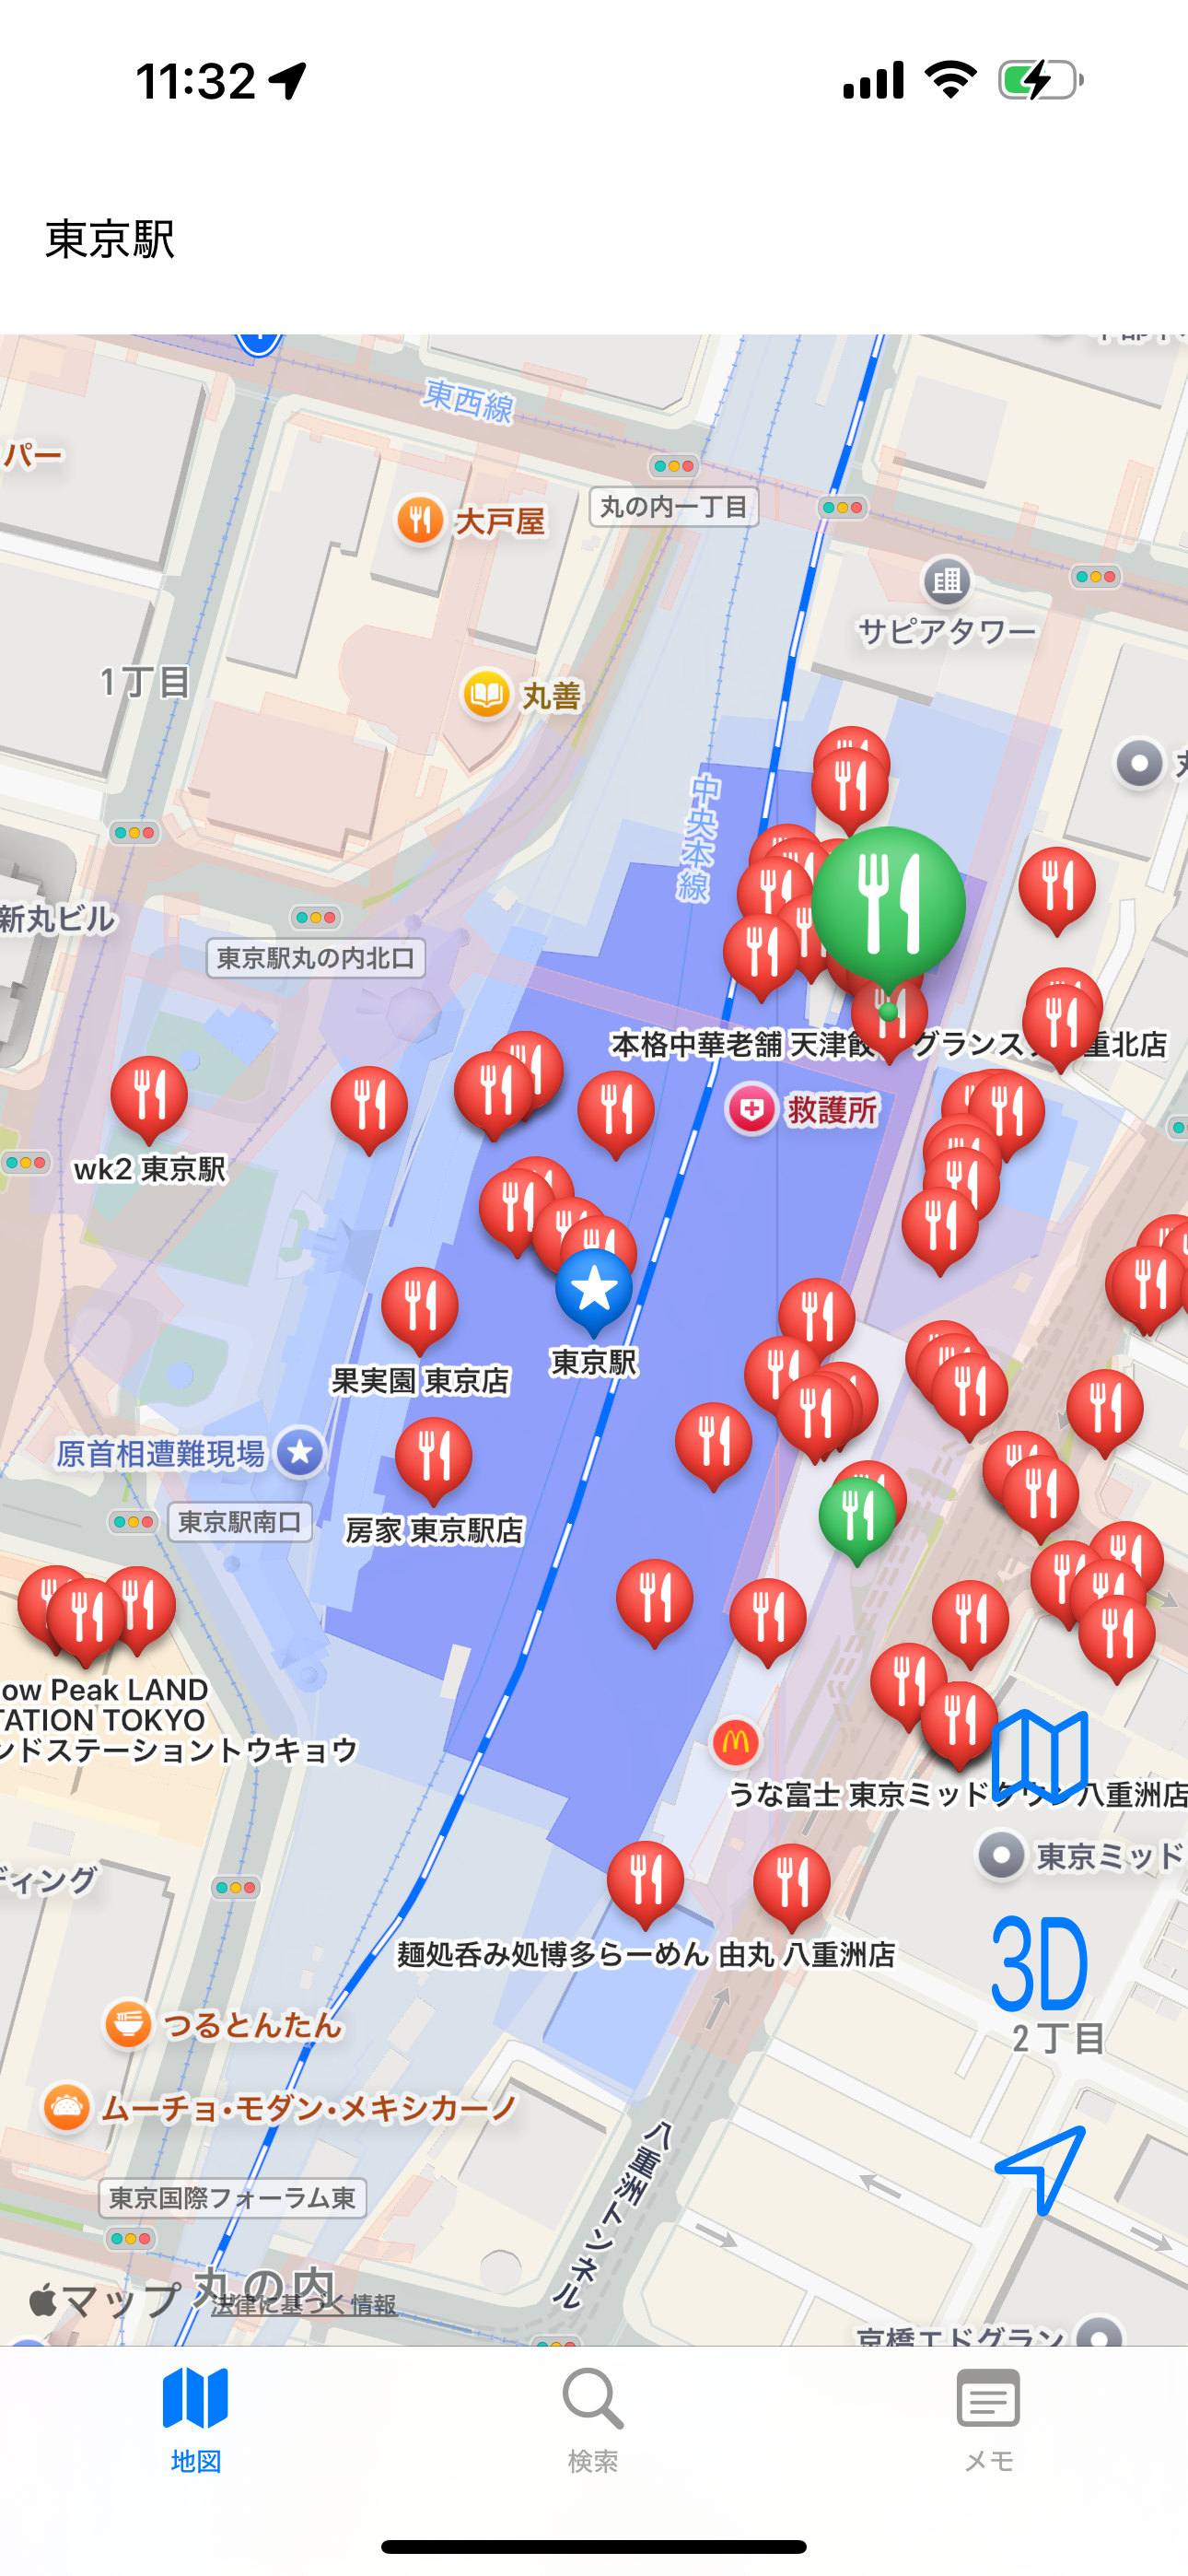 11:32
東京駅
東西線
パー
大戸屋
丸の内一丁目
サピアタワー
1丁目
丸善
中央本線
新丸ビル
東京駅丸の内北口
本格中華老舗 天津餃
グランス
重北店
救護所
wk2 東京駅
東京駅
果実園 東京店
原首相遭難現場
東京駅南口
房家 東京駅店
ow Peak LAND
TATION TOKYO
ンドステーショントウキョウ
うな富士 東京ミッドタウン八重洲店
東京ミッド
ディング
麺処呑み処博多らーめん 由丸 八重洲店
3D
2丁目
つるとんたん
ムーチョ・モダン・メキシカーノ
八重洲トンネル
東京国際フォーラム東
丸の内
マップ
法律に基づく情報
京橋エドグラン
地図
検索
メモ